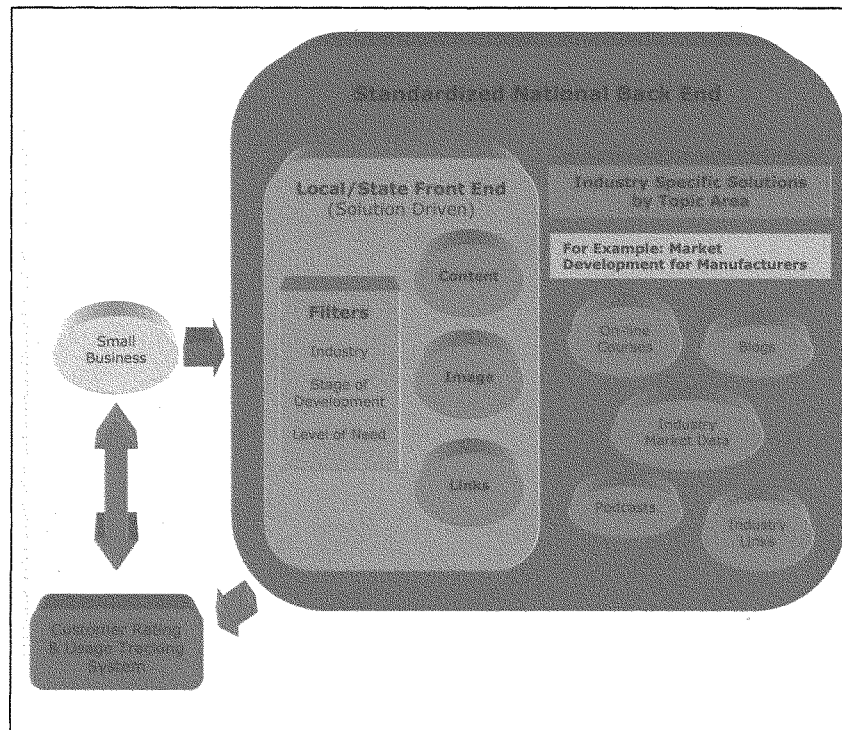 Standardized National Back End
Local/State Front End
(Solution Driven)
Filters
Industry
Stage of
Development
Level of Need
Content
Image
Links
Industry Specific Solutions
by Topic Area
For Example: Market
Development for Manufacturers
On-line
Courses
Blogs
Industry
Market Data
Podcasts
Industry
Links
Small
Business
Customer Rating
& Usage Tracking
System